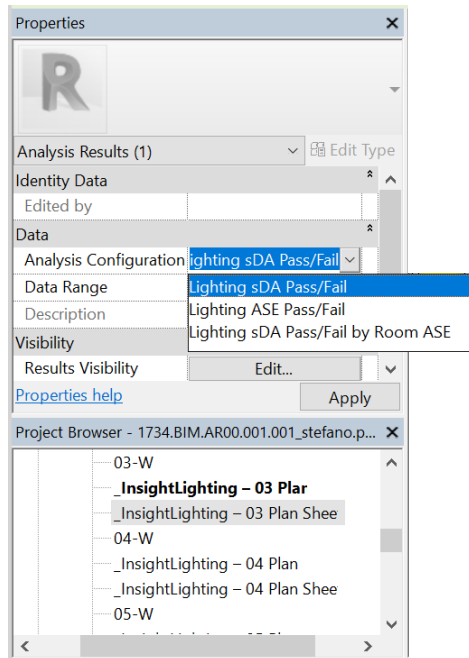 Properties
Analysis Results (1) Edit Type
Identity Data
Edited by
Data
Analysis Configuration ighting sDA Pass/Fail
Data Range Lighting sDA Pass/Fail
Lighting ASE Pass/Fail
Description
Lighting sDA Pass/Fail by Room ASE
Visibility
Results Visibility Edit...
Properties help Apply
Project Browser - 1734.BIM.AR00.001.001_stefano.p...
03-W
_InsightLighting – 03 Plar
_InsightLighting – 03 Plan Shee
04-W
_InsightLighting – 04 Plan
_InsightLighting – 04 Plan Shee
05-W